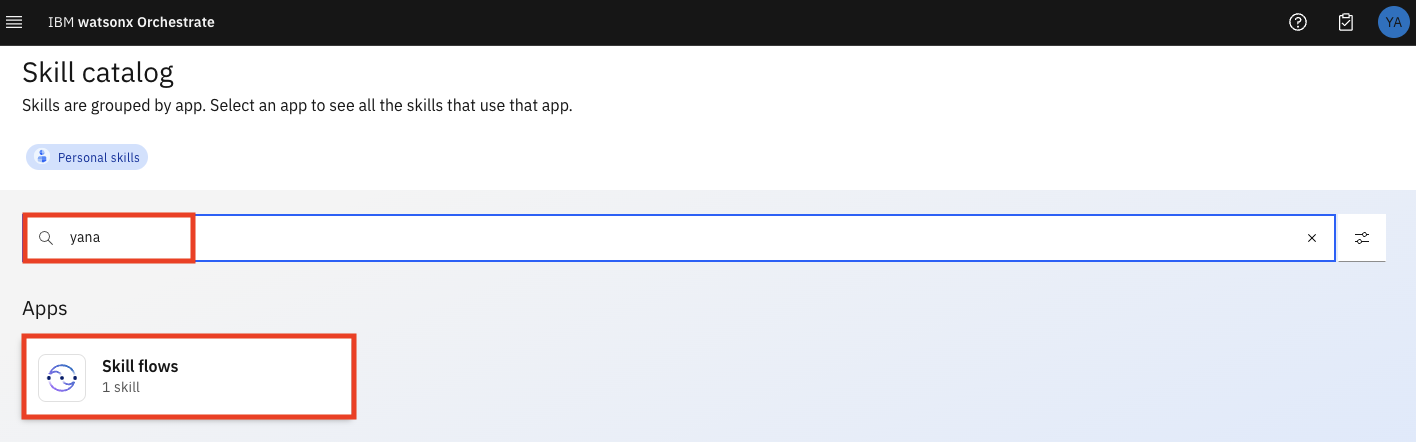 IBM watsonx Orchestrate
YA
Skill catalog
Skills are grouped by app. Select an app to see all the skills that use that app.
Personal skills
yana
Apps
Skill flows
1 skill